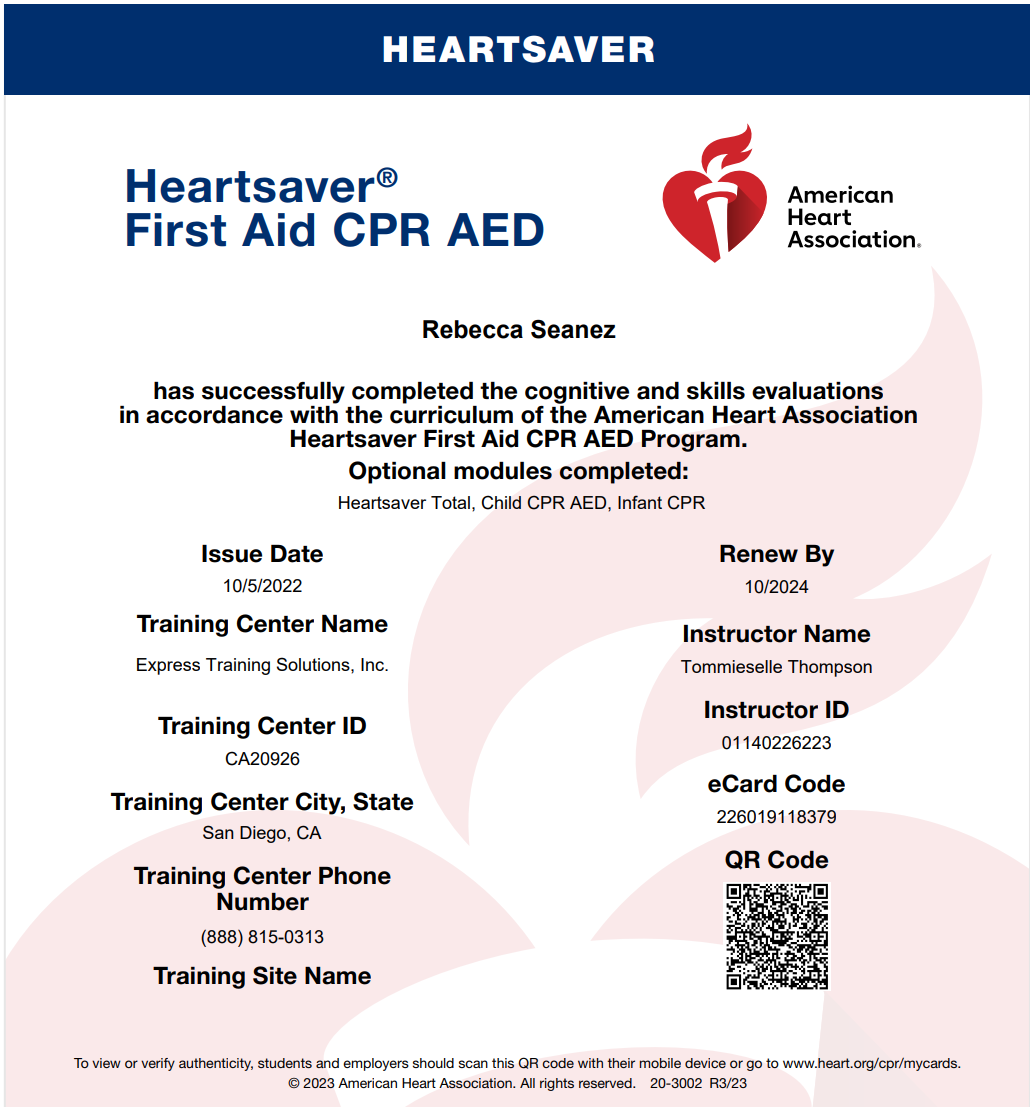 HEARTSAVER
Heartsaver®
First Aid CPR AED
American
Heart
Association®
Rebecca Seanez
has successfully completed the cognitive and skills evaluations
in accordance with the curriculum of the American Heart Association
Heartsaver First Aid CPR AED Program.
Optional modules completed:
Heartsaver Total, Child CPR AED, Infant CPR
Issue Date
10/5/2022
Training Center Name
Express Training Solutions, Inc.
Training Center ID
CA20926
Training Center City, State
San Diego, CA
Training Center Phone
Number
(888) 815-0313
Training Site Name
Renew By
10/2024
Instructor Name
Tommieselle Thompson
Instructor ID
01140226223
eCard Code
226019118379
QR Code
To view or verify authenticity, students and employers should scan this QR code with their mobile device or go to www.heart.org/cpr/mycards.
© 2023 American Heart Association. All rights reserved. 20-3002 R3/23